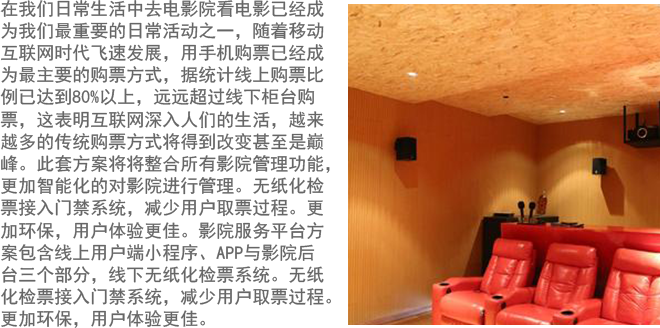 在我们日常生活中去电影院看电影已经成
为我们最重要的日常活动之一，随着移动
互联网时代飞速发展，用手机购票已经成
为最主要的购票方式，据统计线上购票比
例已达到80%以上，远远超过线下柜台购
票，这表明互联网深入人们的生活，越来
越多的传统购票方式将得到改变甚至是巅
峰。此套方案将将整合所有影院管理功能，
更加智能化的对影院进行管理。无纸化检
票接入门禁系统，减少用户取票过程。更
加环保，用户体验更佳。影院服务平台方
案包含线上用户端小程序、APP与影院后
台三个部分，线下无纸化检票系统。无纸
化检票接入门禁系统，减少用户取票过程。
更加环保，用户体验更佳。